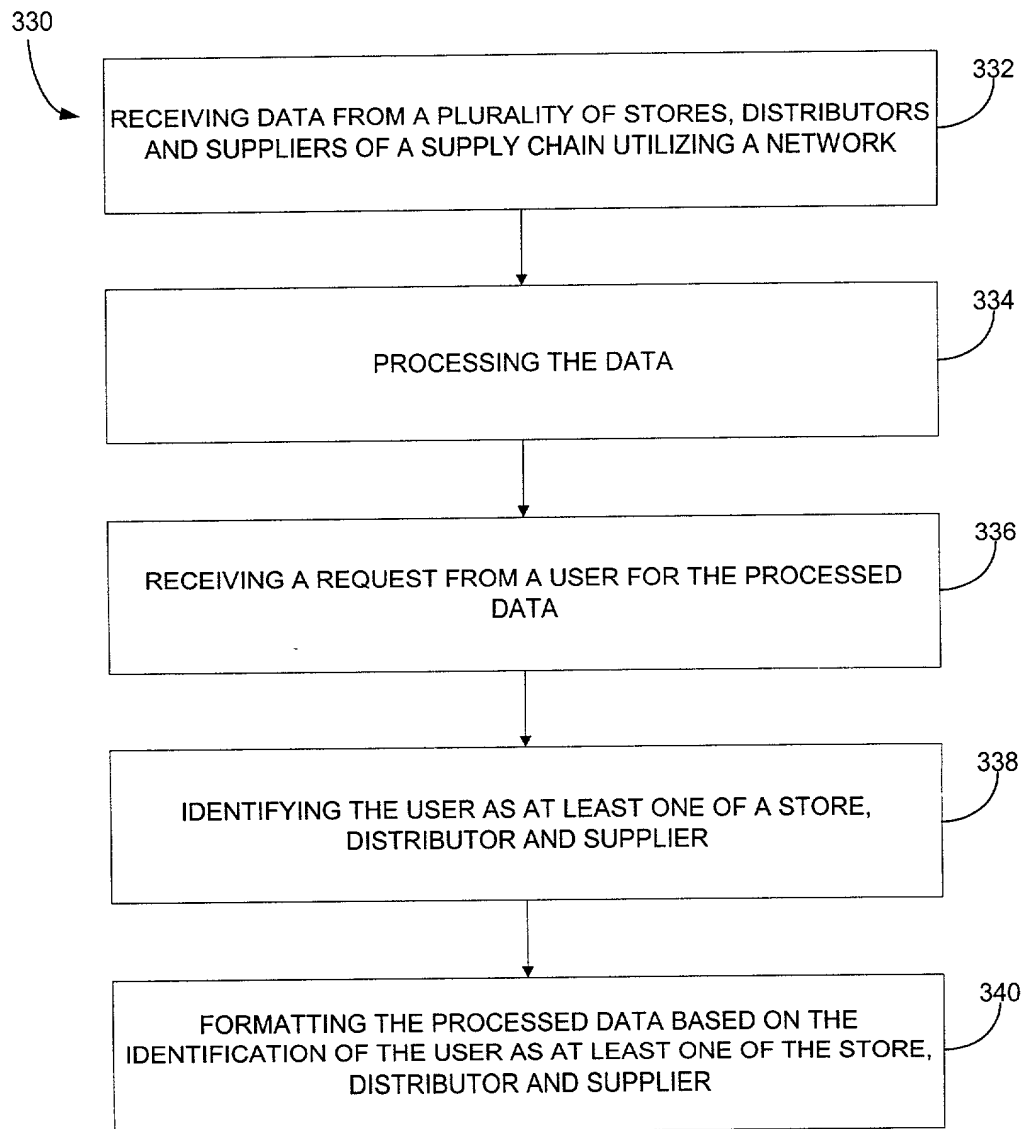 330
332
RECEIVING DATA FROM A PLURALITY OF STORES, DISTRIBUTORS
AND SUPPLIERS OF A SUPPLY CHAIN UTILIZING A NETWORK
334
PROCESSING THE DATA
336
RECEIVING A REQUEST FROM A USER FOR THE PROCESSED
DATA
338
IDENTIFYING THE USER AS AT LEAST ONE OF A STORE,
DISTRIBUTOR AND SUPPLIER
340
FORMATTING THE PROCESSED DATA BASED ON THE
IDENTIFICATION OF THE USER AS AT LEAST ONE OF THE STORE,
DISTRIBUTOR AND SUPPLIER